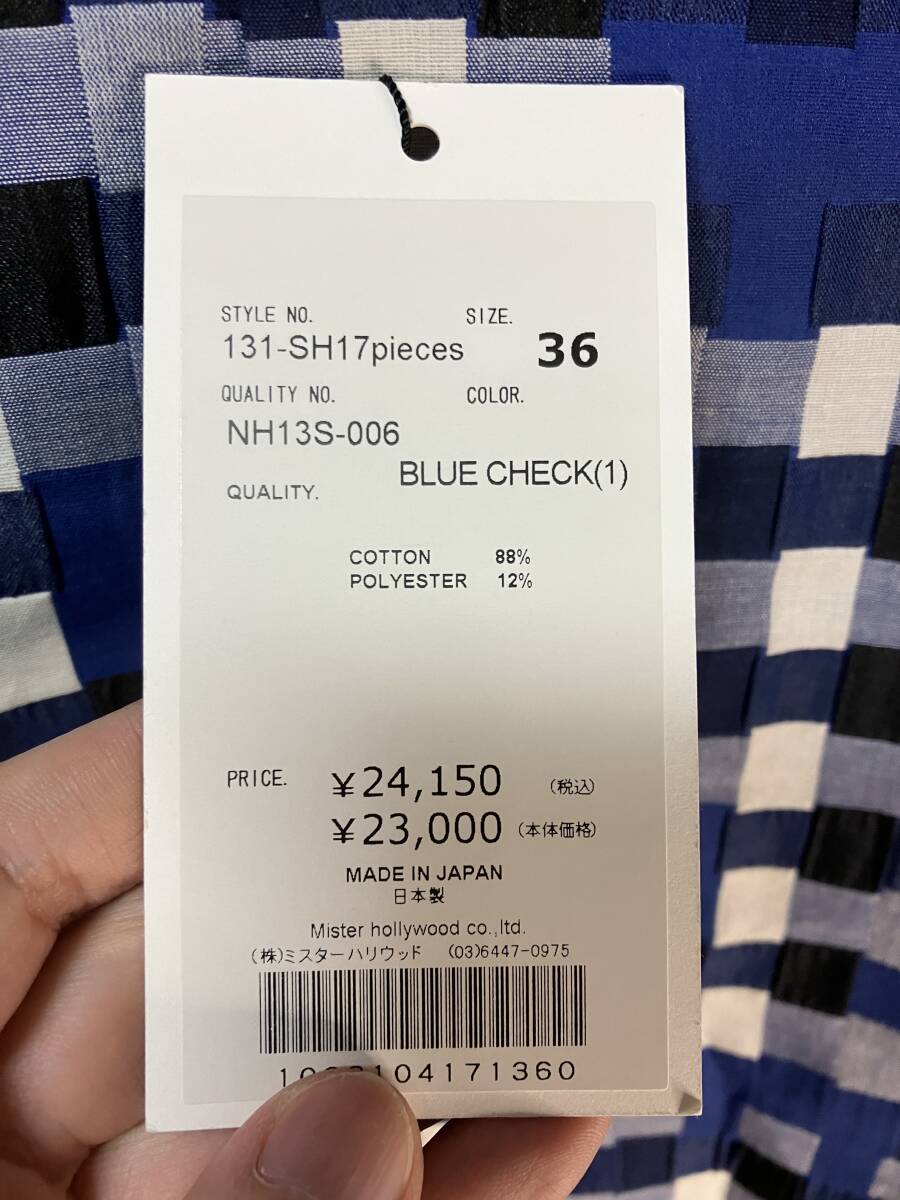 STYLE NO. SIZE.
131-SH17pieces 36
QUALITY NO. COLOR.
NH13S-006
BLUE CHECK(1)
QUALITY.
COTTON 88%
POLYESTER 12%
PRICE. ¥24,150 (税込)
¥23,000 (本体価格)
MADE IN JAPAN
日本製
Mister hollywood co.,ltd.
(株)ミスターハリウッド (03)6447-0975